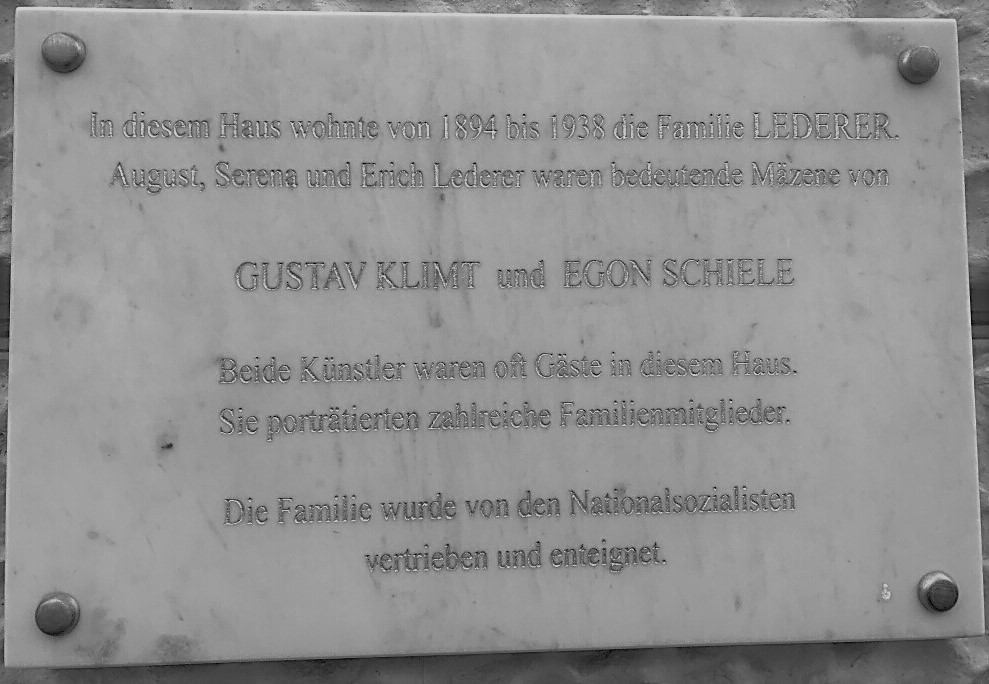 In diesem Haus wohnte von 1894 bis 1938 die Familie LEDERER.
August, Serena und Erich Lederer waren bedeutende Mäzene von
GUSTAV KLIMT und EGON SCHIELE
Beide Künstler waren oft Gäste in diesem Haus.
Sie porträtierten zahlreiche Familienmitglieder.
Die Familie wurde von den Nationalsozialisten
vertrieben und enteignet.